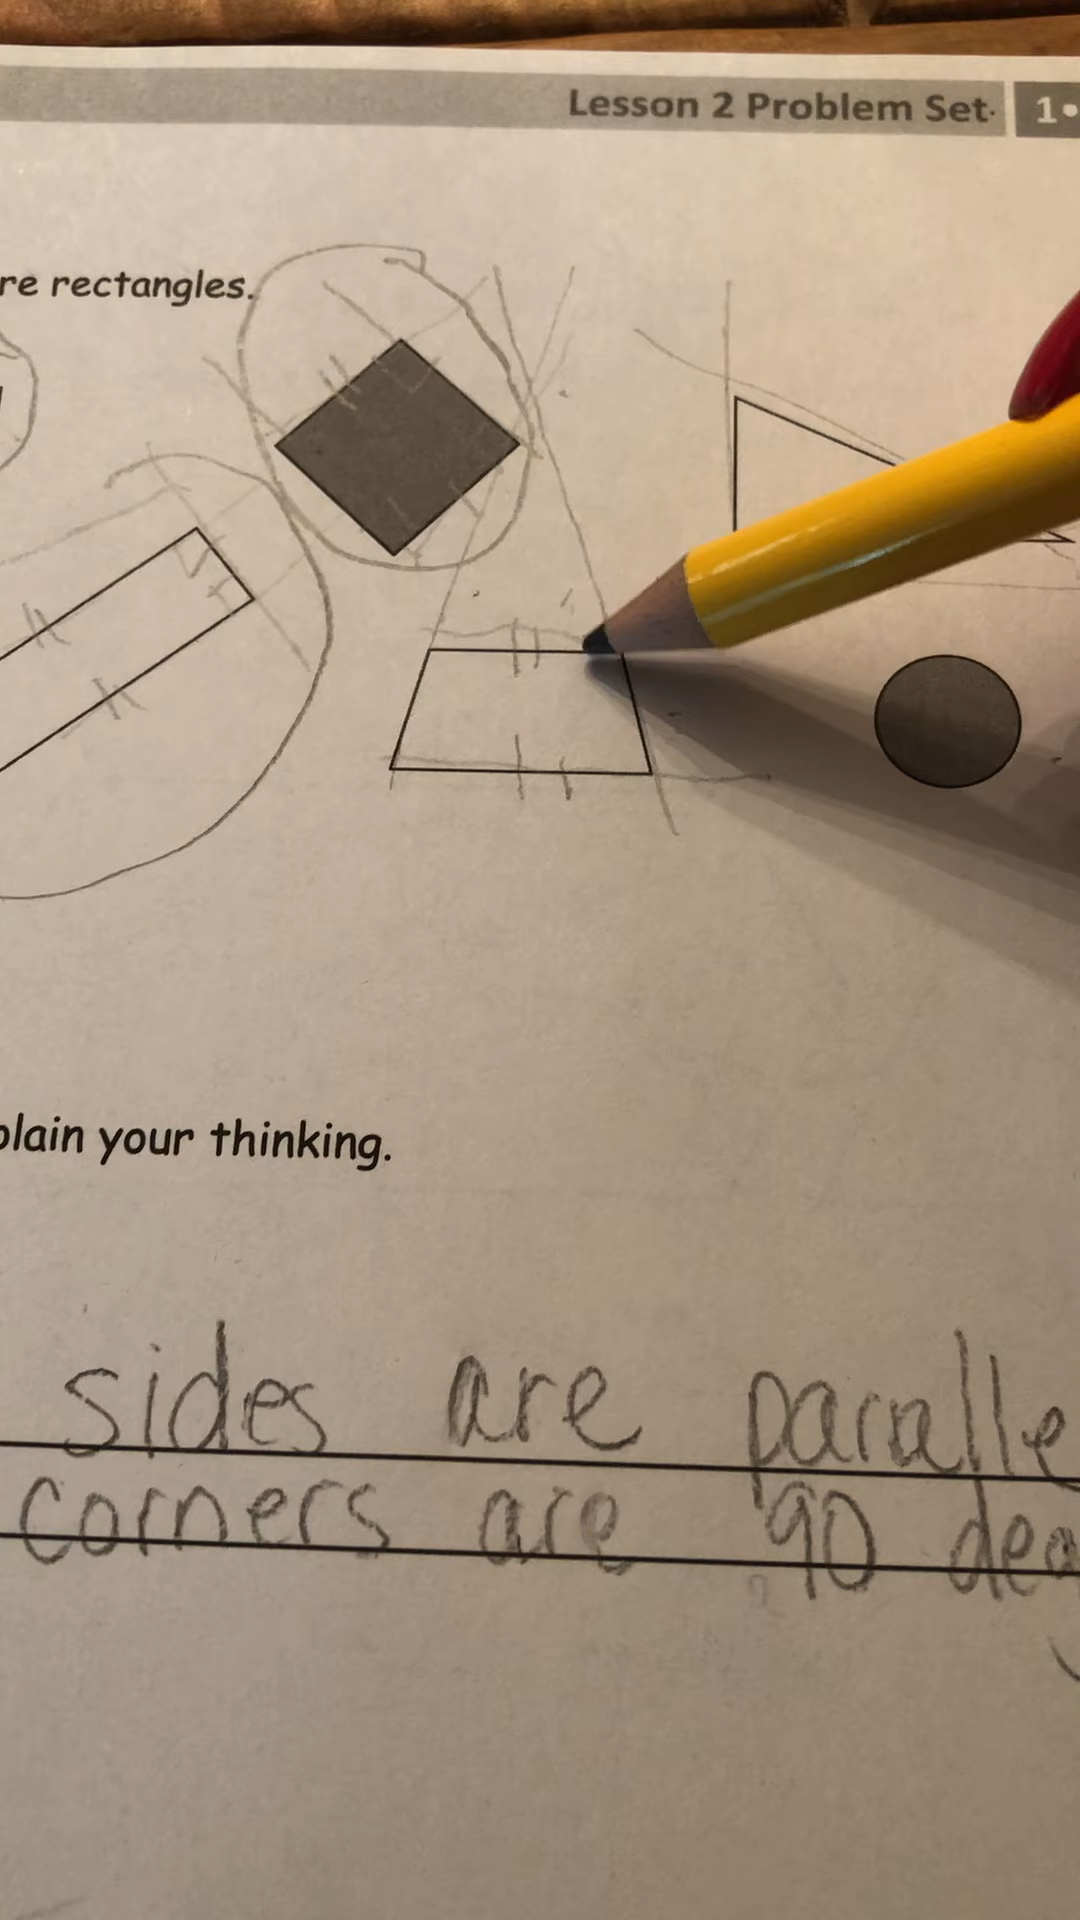 Lesson 2 Problem Set
1•
re rectangles.
plain your thinking.
sides are paralle
corners are 90 deg